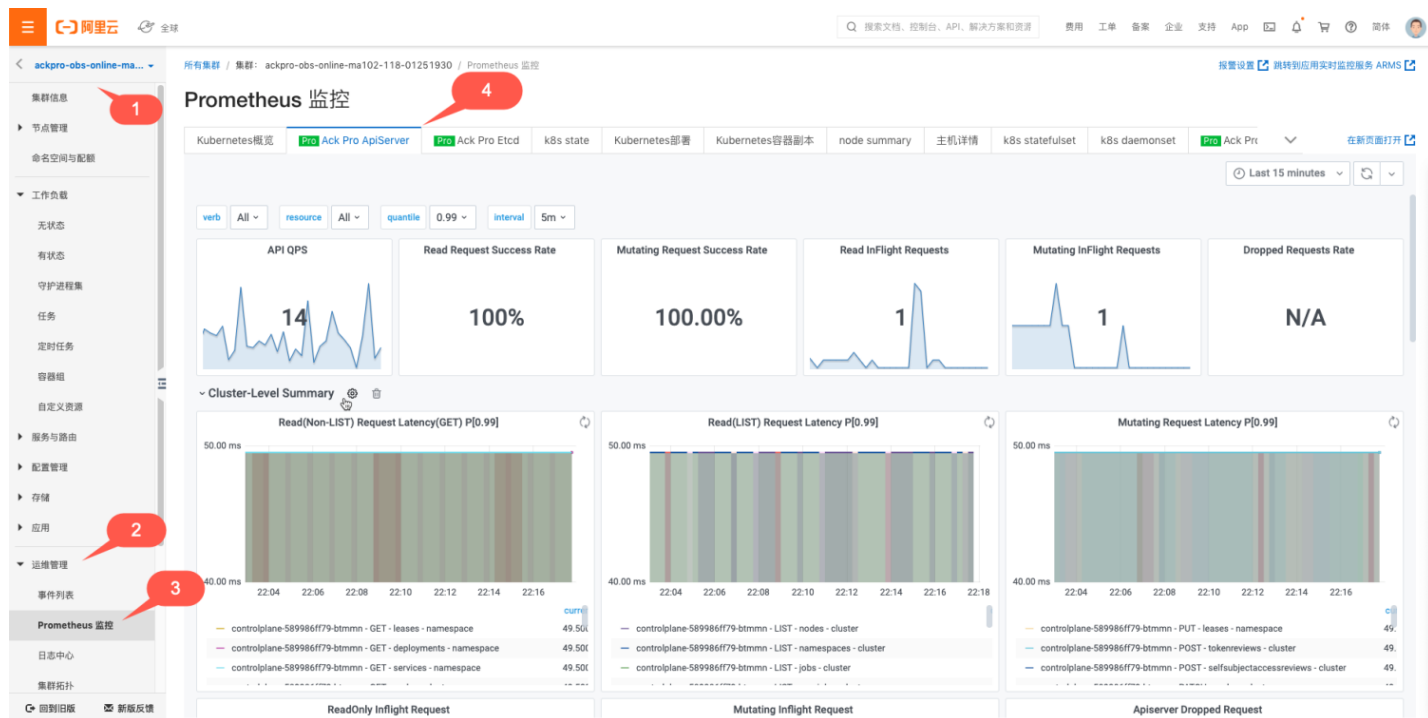 阿里云 全球 搜索文档、控制台、API、解决方案和资源 费用 工单 备案 企业 支持 App 简体
ackpro-obs-online-ma...
所有集群 / 集群: ackpro-obs-online-ma102-118-01251930 / Prometheus 监控
报警设置 跳转到应用实时监控服务 ARMS
集群信息
1
节点管理
命名空间与配额
工作负载
无状态
有状态
守护进程集
任务
定时任务
容器组
自定义资源
服务与路由
配置管理
存储
应用
2
运维管理
事件列表
3
Prometheus 监控
日志中心
集群拓扑
回到旧版 新版反馈
Prometheus 监控
4
Kubernetes概览 Pro Ack Pro ApiServer Pro Ack Pro Etcd k8s state Kubernetes部署 Kubernetes容器副本 node summary 主机详情 k8s statefulset k8s daemonset Pro Ack Pro 在新页面打开
Last 15 minutes
verb All resource All quantile 0.99 interval 5m
API QPS
14
Read Request Success Rate
100%
Mutating Request Success Rate
100.00%
Read InFlight Requests
1
Mutating InFlight Requests
1
Dropped Requests Rate
N/A
Cluster-Level Summary
Read(Non-LIST) Request Latency(GET) P[0.99]
50.00 ms
40.00 ms
22:04 22:06 22:08 22:10 22:12 22:14 22:16
curre
controlplane-589986ff79-btmmn - GET - leases - namespace 49.500
controlplane-589986ff79-btmmn - GET - deployments - namespace 49.500
controlplane-589986ff79-btmmn - GET - services - namespace 49.500
Read(LIST) Request Latency P[0.99]
50.00 ms
40.00 ms
22:04 22:06 22:08 22:10 22:12 22:14 22:16 22:18
controlplane-589986ff79-btmmn - LIST - nodes - cluster
controlplane-589986ff79-btmmn - LIST - namespaces - cluster
controlplane-589986ff79-btmmn - LIST - jobs - cluster
Mutating Request Latency P[0.99]
50.00 ms
40.00 ms
22:04 22:06 22:08 22:10 22:12 22:14 22:16
controlplane-589986ff79-btmmn - PUT - leases - namespace 49.
controlplane-589986ff79-btmmn - POST - tokenreviews - cluster 49.
controlplane-589986ff79-btmmn - POST - selfsubjectaccessreviews - cluster 49.
ReadOnly Inflight Request
Mutating Inflight Request
Apiserver Dropped Request